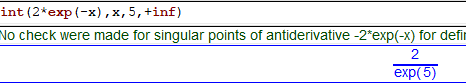 int(2*exp(-x),x,5,+inf)
No check were made for singular points of antiderivative -2*exp(-x) for defi
2
exp(5)